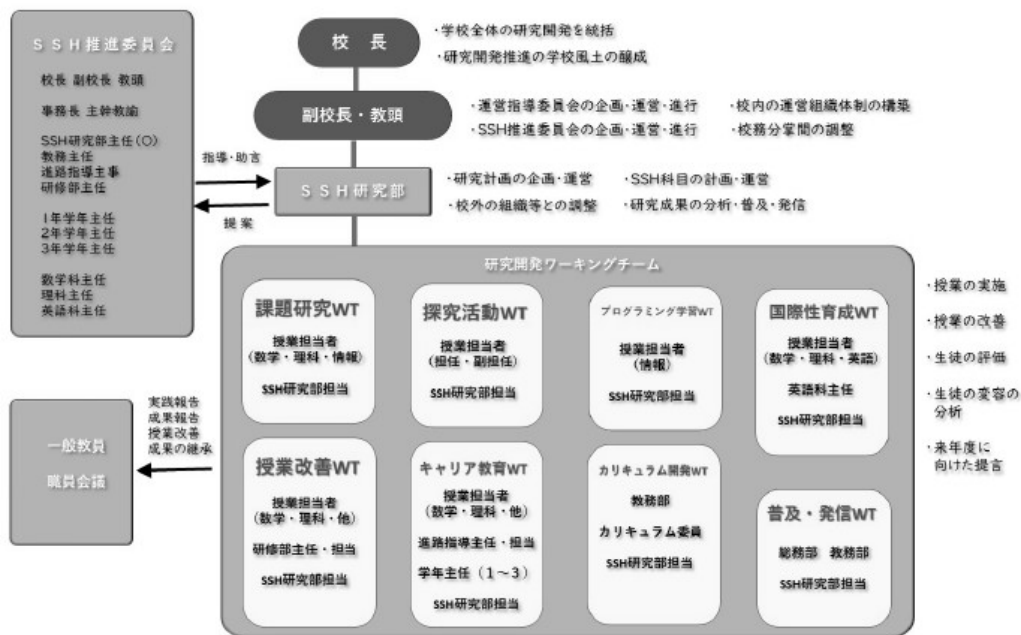 SSH推進委員会
校長 副校長 教頭
事務長 主幹教諭
SSH研究部主任(○)
教務主任
進路指導主事
研修部主任
1年学年主任
2年学年主任
3年学年主任
数学科主任
理科主任
英語科主任
校 長
・学校全体の研究開発を統括
・研究開発推進の学校風土の醸成
副校長・教頭
・運営指導委員会の企画・運営・進行
・校内の運営組織体制の構築
・SSH推進委員会の企画・運営・進行
・校務分掌間の調整
指導・助言
提案
SSH研究部
・研究計画の企画・運営
・SSH科目の計画・運営
・校外の組織等との調整
・研究成果の分析・普及・発信
研究開発ワーキングチーム
課題研究WT
授業担当者
(数学・理科・情報)
SSH研究部担当
探究活動WT
授業担当者
(担任・副担任)
SSH研究部担当
プログラミング学習WT
授業担当者
(情報)
SSH研究部担当
国際性育成WT
授業担当者
(数学・理科・英語)
英語科主任
SSH研究部担当
授業改善WT
授業担当者
(数学・理科・他)
研修部主任・担当
SSH研究部担当
キャリア教育WT
授業担当者
(数学・理科・他)
進路指導主任・担当
学年主任(1~3)
SSH研究部担当
カリキュラム開発WT
教務部
カリキュラム委員
SSH研究部担当
普及・発信WT
総務部 教務部
SSH研究部担当
・授業の実施
・授業の改善
・生徒の評価
・生徒の変容の
分析
・来年度に
向けた提言
実践報告
成果報告
授業改善
成果の継承
一般教員
職員会議